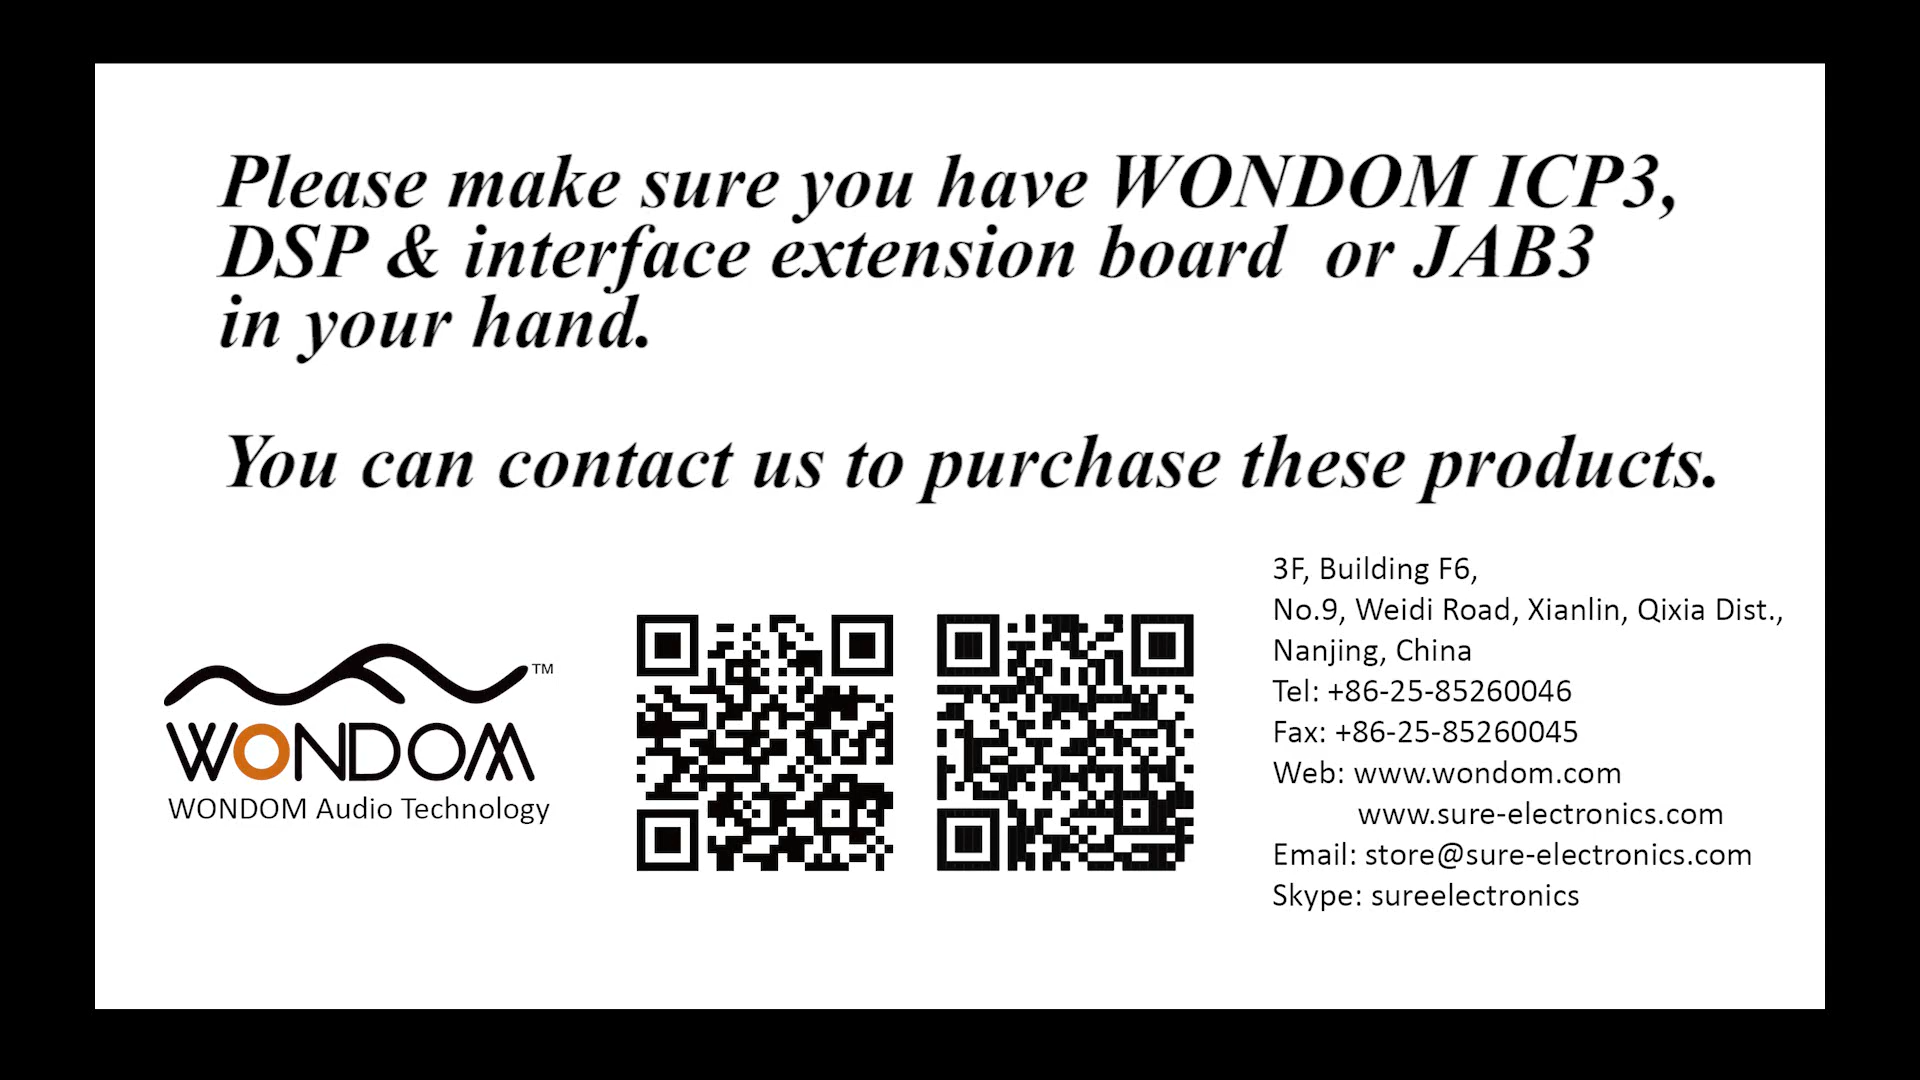 Please make sure you have WONDOM ICP3,
DSP & interface extension board or JAB3
in your hand.
You can contact us to purchase these products.
TM
WONDOM
WONDOM Audio Technology
3F, Building F6,
No.9, Weidi Road, Xianlin, Qixia Dist.,
Nanjing, China
Tel: +86-25-85260046
Fax: +86-25-85260045
Web: www.wondom.com
www.sure-electronics.com
Email: store@sure-electronics.com
Skype: sureelectronics